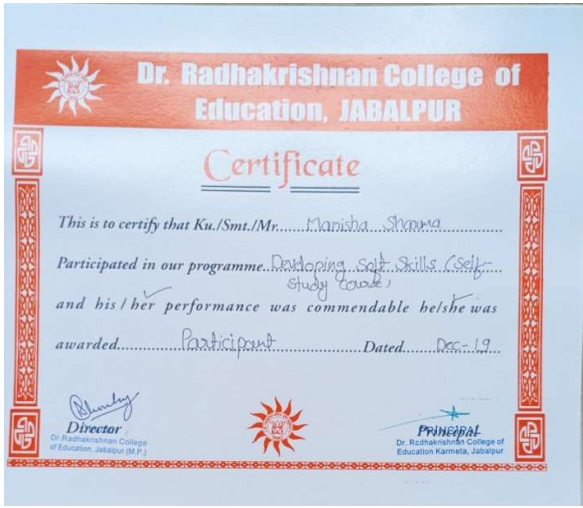 Dr. Radhakrishnan College of
Education, JABALPUR
Certificate
This is to certify that Ku./Smt./Mr....... Manisha Sharma
Participated in our programme..Developing Soft Skills (Self-
study course)
and his / her performance was commendable he/she was
awarded................Participant................Dated.......Dec-19
Director
Dr. Radhakrishnan College
of Education, Jabalpur (M.P.)
Principal
PRINCIPAL
Dr. Radhakrishnan College of
Education Karmeta, Jabalpur